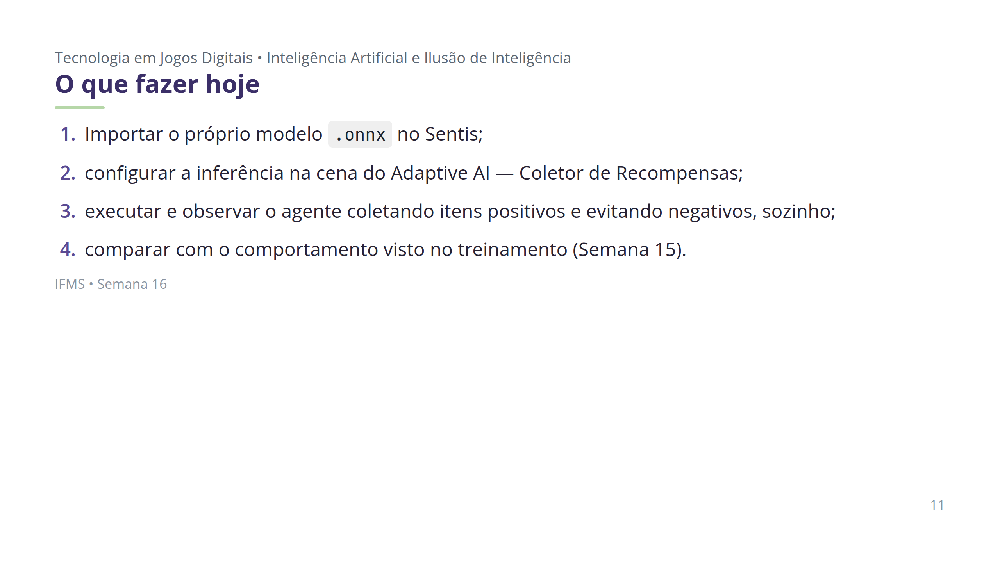 Tecnologia em Jogos Digitais • Inteligência Artificial e Ilusão de Inteligência
O que fazer hoje
1. Importar o próprio modelo .onnx no Sentis;
2. configurar a inferência na cena do Adaptive AI — Coletor de Recompensas;
3. executar e observar o agente coletando itens positivos e evitando negativos, sozinho;
4. comparar com o comportamento visto no treinamento (Semana 15).
IFMS • Semana 16
11